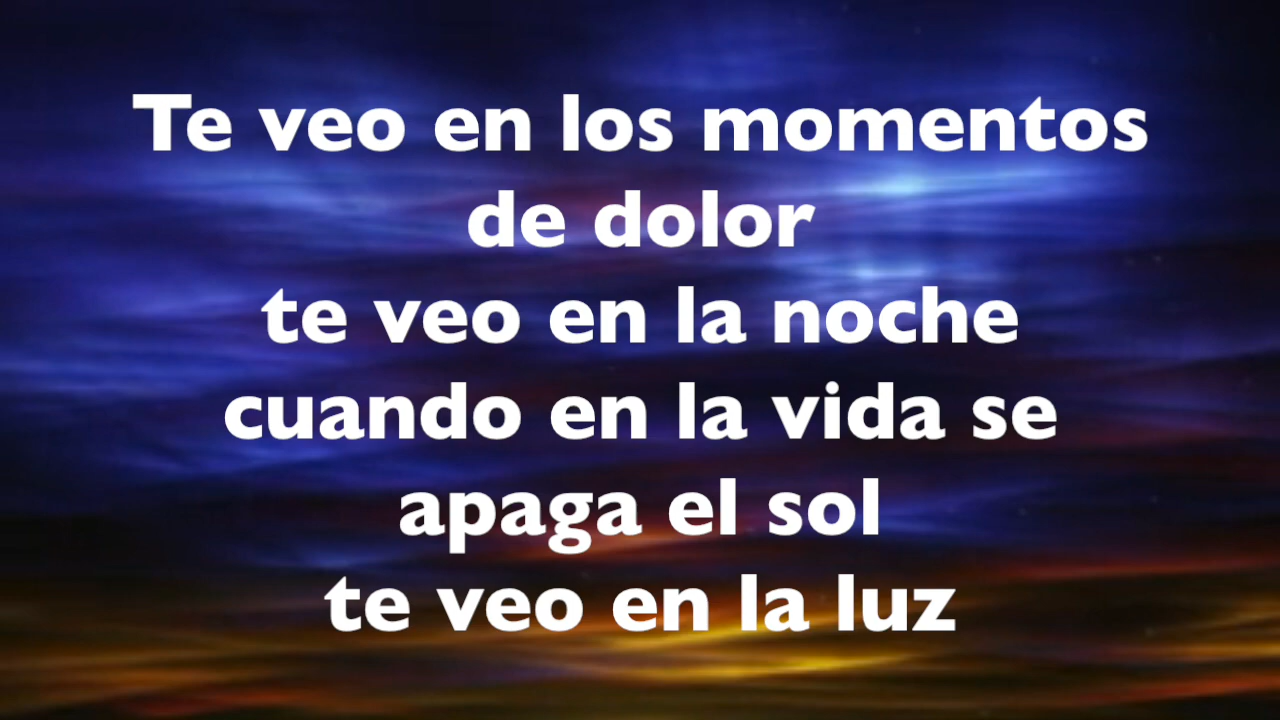 Te veo en los momentos
de dolor
te veo en la noche
cuando en la vida se
apaga el sol
te veo en la luz